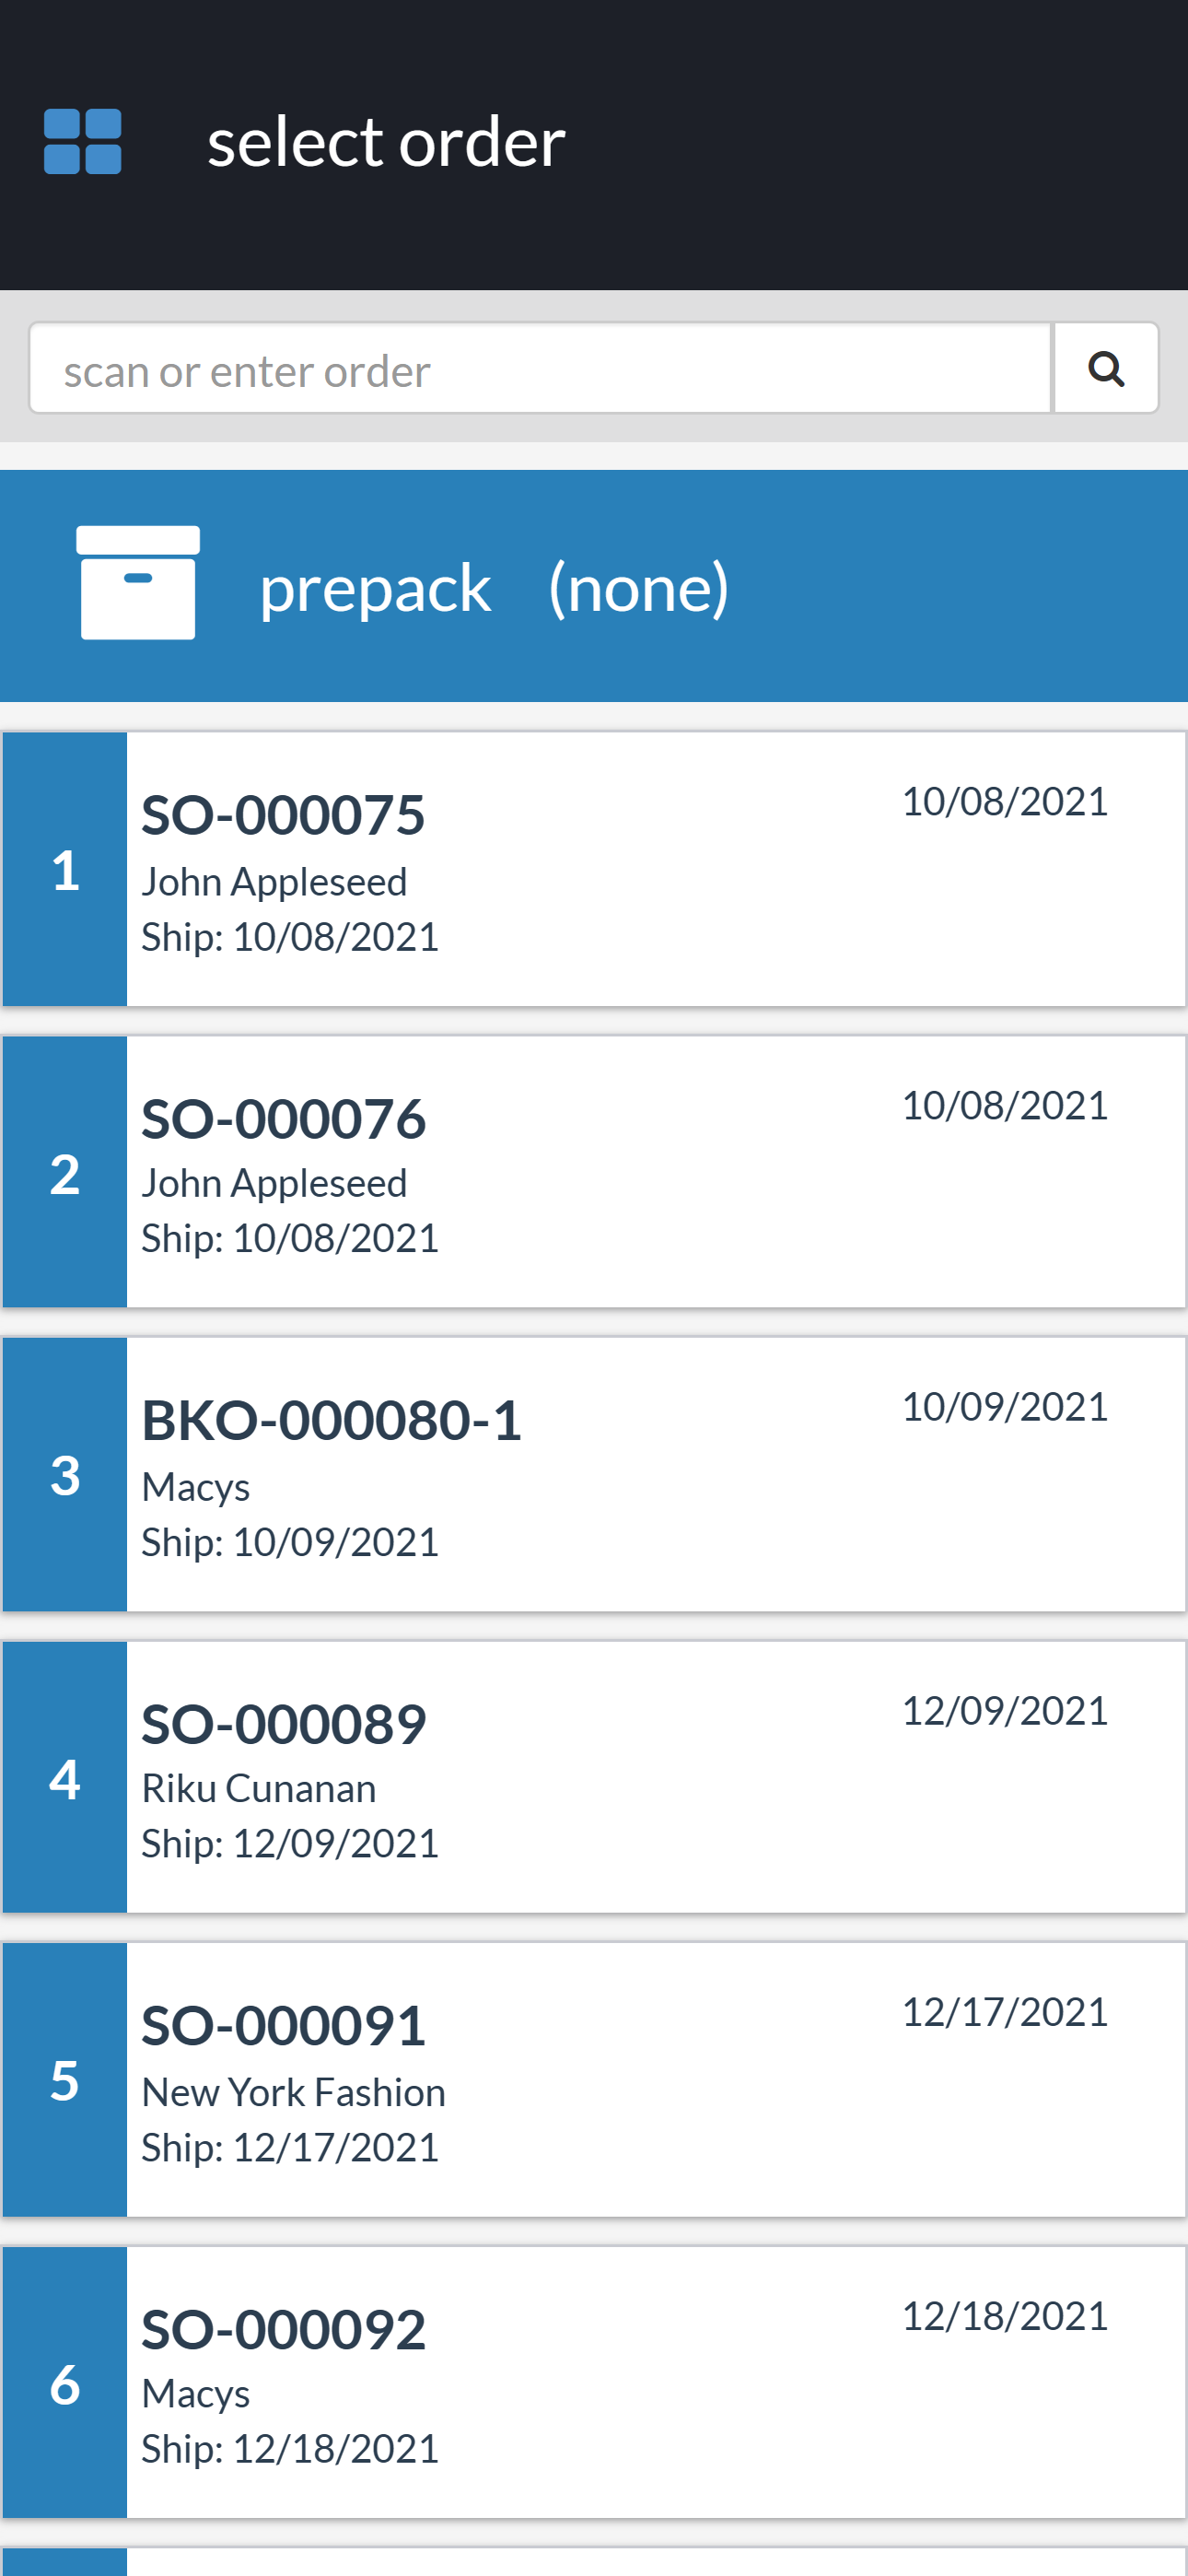 select order
scan or enter order
prepack (none)
SO-000075 10/08/2021
1
John Appleseed
Ship: 10/08/2021
SO-000076 10/08/2021
2
John Appleseed
Ship: 10/08/2021
BKO-000080-1 10/09/2021
3
Macys
Ship: 10/09/2021
SO-000089 12/09/2021
4
Riku Cunanan
Ship: 12/09/2021
SO-000091 12/17/2021
5
New York Fashion
Ship: 12/17/2021
SO-000092 12/18/2021
6
Macys
Ship: 12/18/2021